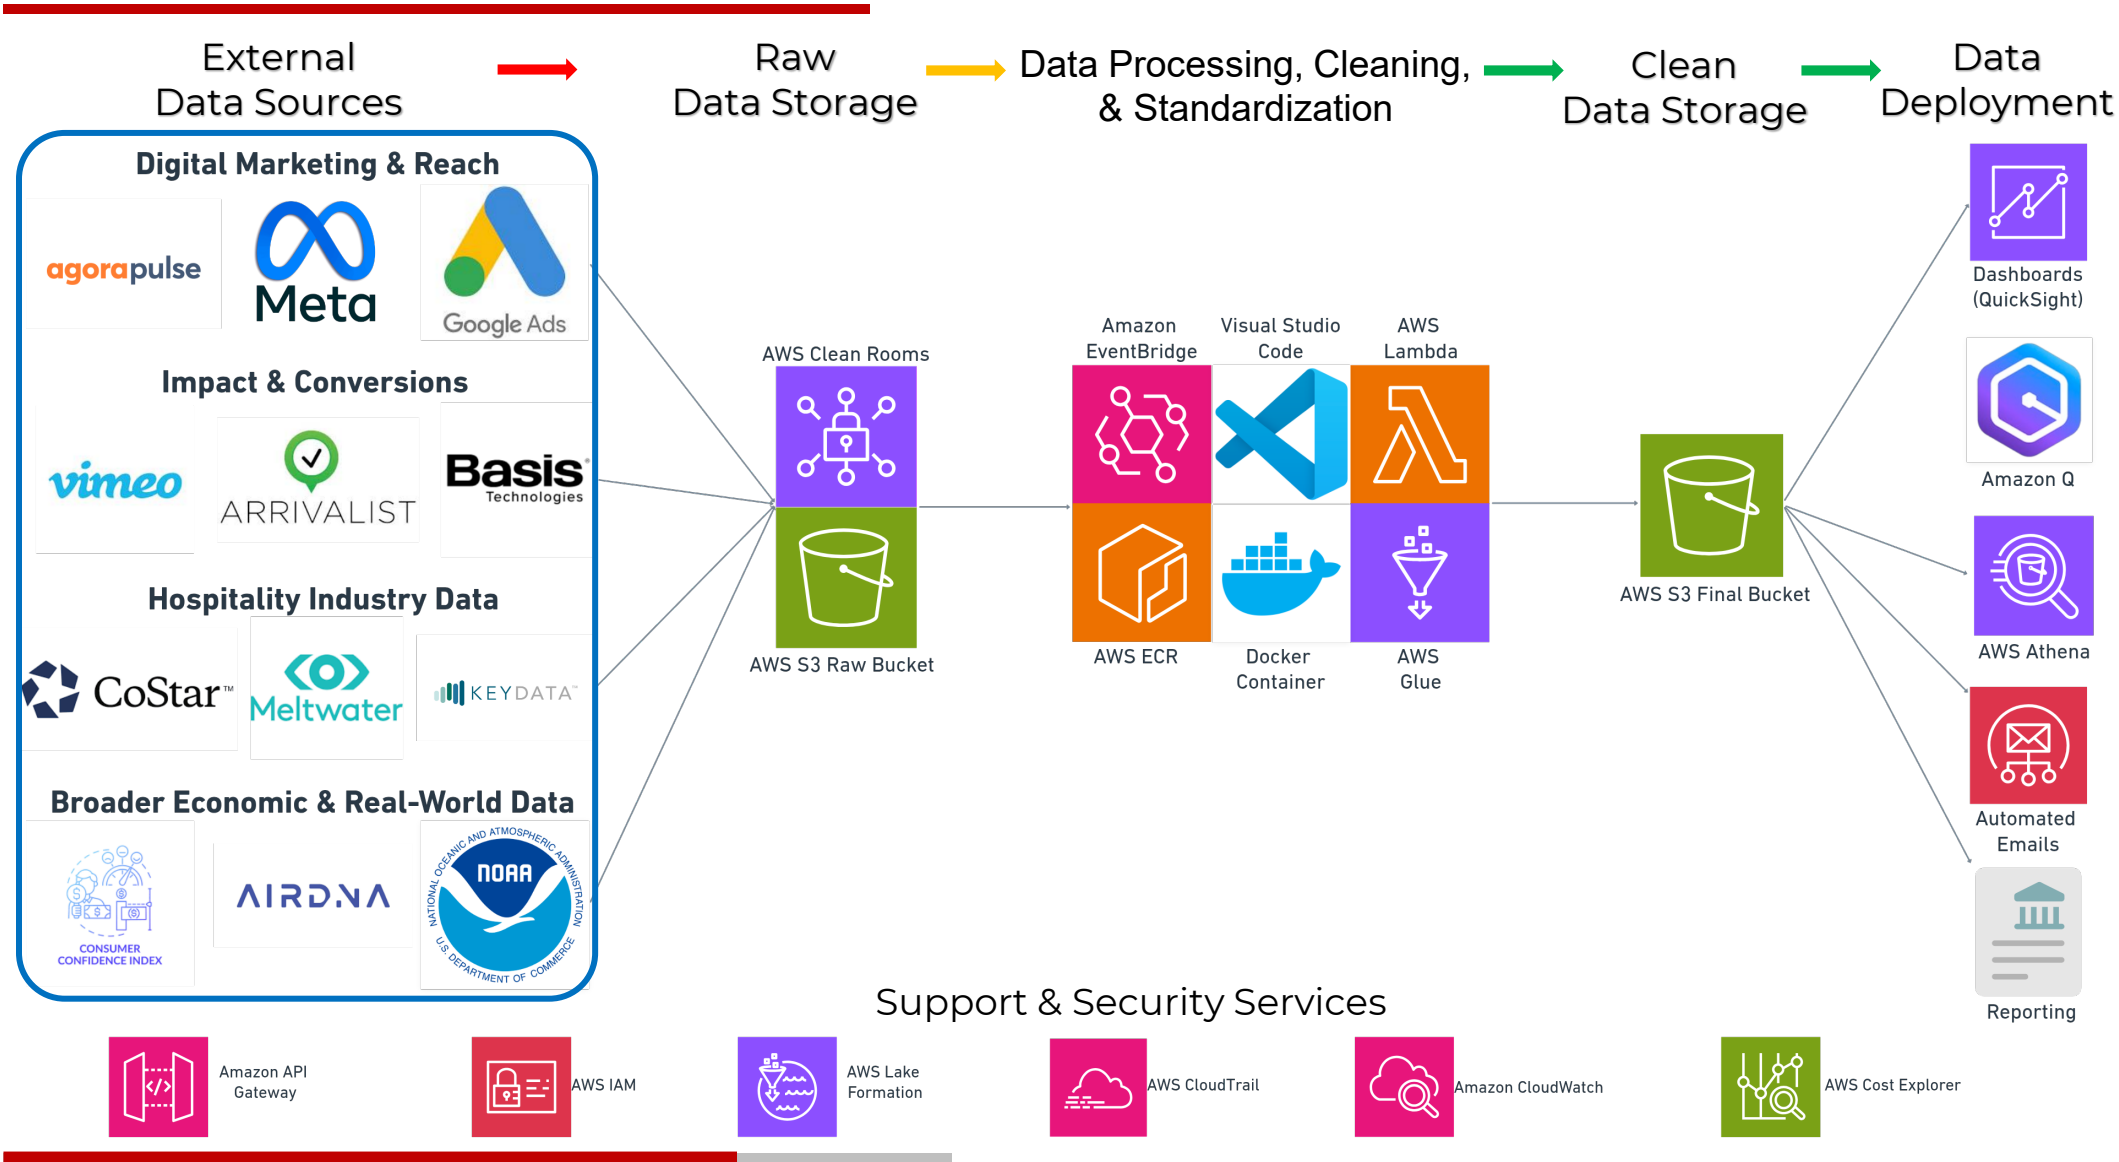 External
Data Sources
Raw
Data Storage
Data Processing, Cleaning,
& Standardization
Clean
Data Storage
Data
Deployment
Digital Marketing & Reach
agorapulse
Meta
Google Ads
Impact & Conversions
vimeo
ARRIVALIST
Basis
Technologies
Hospitality Industry Data
CoStar™
Meltwater
KEYDATA™
Broader Economic & Real-World Data
CONSUMER
CONFIDENCE INDEX
AIRDNA
NATIONAL OCEANIC AND ATMOSPHERIC ADMINISTRATION
NOAA
U.S. DEPARTMENT OF COMMERCE
AWS Clean Rooms
AWS S3 Raw Bucket
Amazon
EventBridge
Visual Studio
Code
AWS
Lambda
AWS ECR
Docker
Container
AWS
Glue
AWS S3 Final Bucket
Dashboards
(QuickSight)
Amazon Q
AWS Athena
Automated
Emails
Reporting
Support & Security Services
Amazon API
Gateway
AWS IAM
AWS Lake
Formation
AWS CloudTrail
Amazon CloudWatch
AWS Cost Explorer